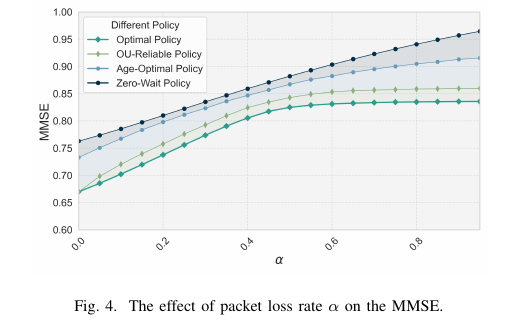 1.00
0.95
0.90
0.85
0.80
0.75
0.70
0.65
0.60
MMSE
Different Policy
Optimal Policy
OU-Reliable Policy
Age-Optimal Policy
Zero-Wait Policy
0.0
0.2
0.4
0.6
0.8
α
Fig. 4. The effect of packet loss rate α on the MMSE.